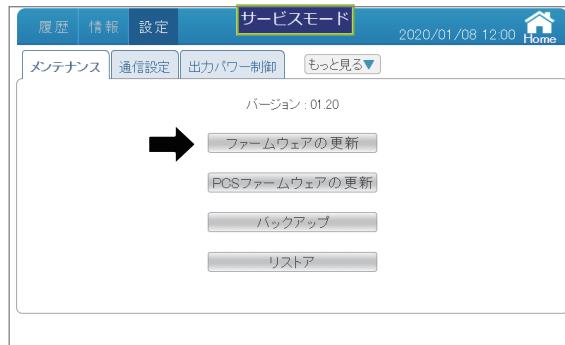 履歴 情報 設定 サービスモード 2020/01/08 12:00 Home
メンテナンス 通信設定 出力パワー制御 もっと見る▼
バージョン : 01.20
ファームウェアの更新
PCSファームウェアの更新
バックアップ
リストア